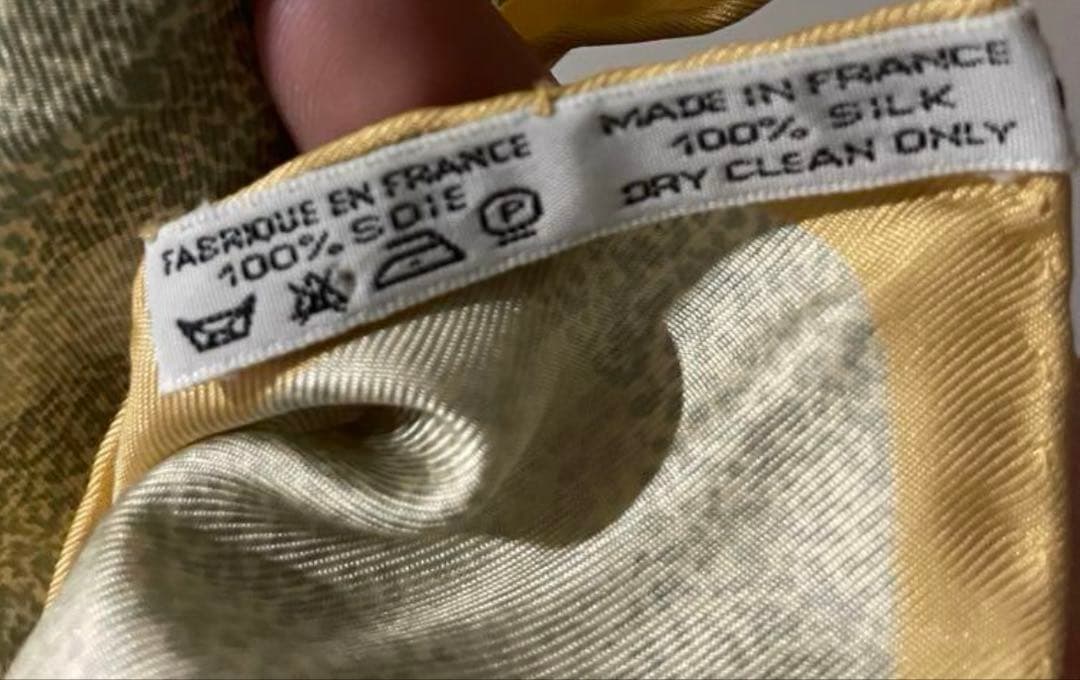 FABRIQUE EN FRANCE
100% SOIE
P
MADE IN FRANCE
100% SILK
DRY CLEAN ONLY